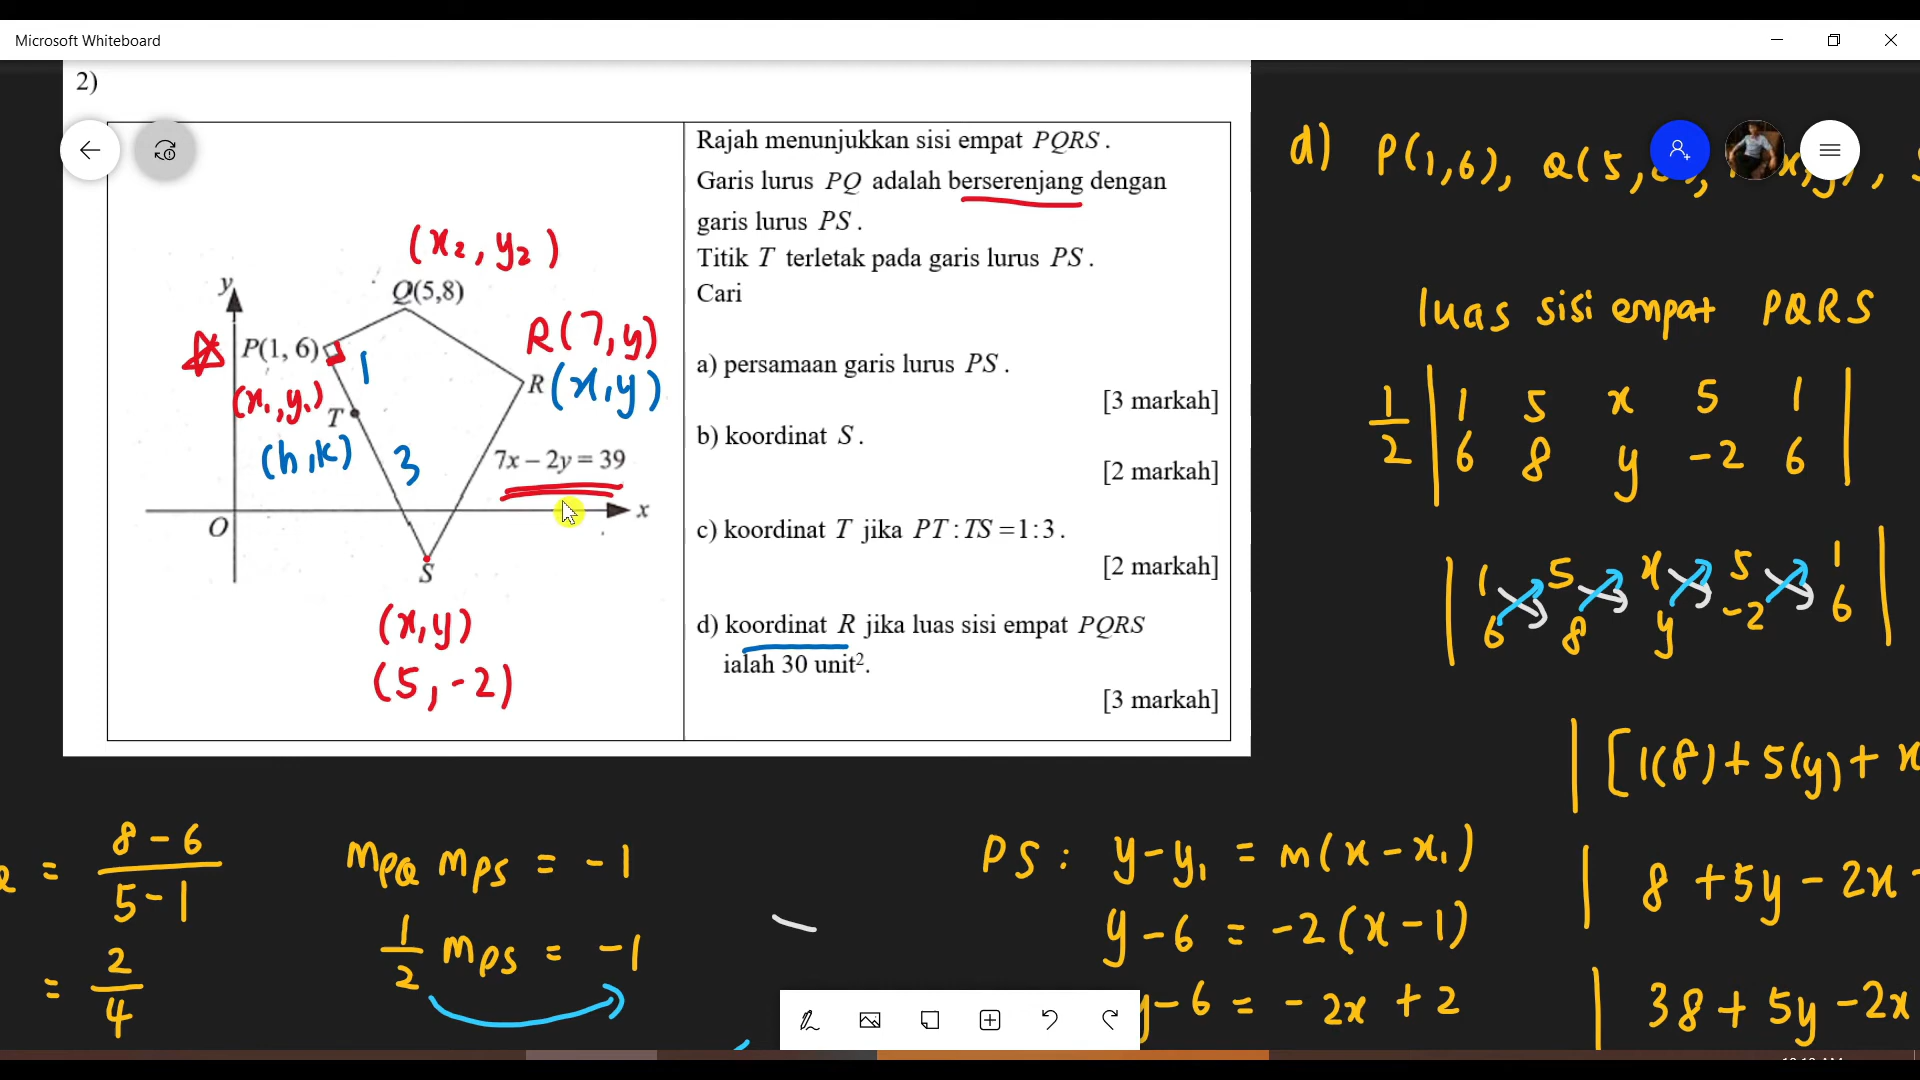 Microsoft Whiteboard
2)
Rajah menunjukkan sisi empat PQRS.
Garis lurus PQ adalah berserenjang dengan
garis lurus PS.
Titik T terletak pada garis lurus PS.
Cari
a) persamaan garis lurus PS.
[3 markah]
b) koordinat S.
[2 markah]
c) koordinat T jika PT:TS=1:3.
[2 markah]
d) koordinat R jika luas sisi empat PQRS
ialah 30 unit².
[3 markah]
(x₂, y₂)
y
Q(5,8)
R(7,y)
P(1, 6)
1
R (x,y)
(x₁,y₁)
T
(h,k)
3
7x – 2y = 39
x
O
S
(x,y)
(5,-2)
d) P(1,6), Q(5,
luas sisi empat PQRS
1/2 | 1 5 x 5 1 |
6 8 y -2 6
| 1 5 x 5 1 |
6 8 y -2 6
| [1(8)+5(y)+x
| 8+5y-2x
| 38+5y-2x
= 8-6
5-1
= 2
4
mPQ mPS = -1
1/2 mPS = -1
PS: y-y₁ = m(x-x₁)
y-6 = -2(x-1)
y-6 = -2x+2